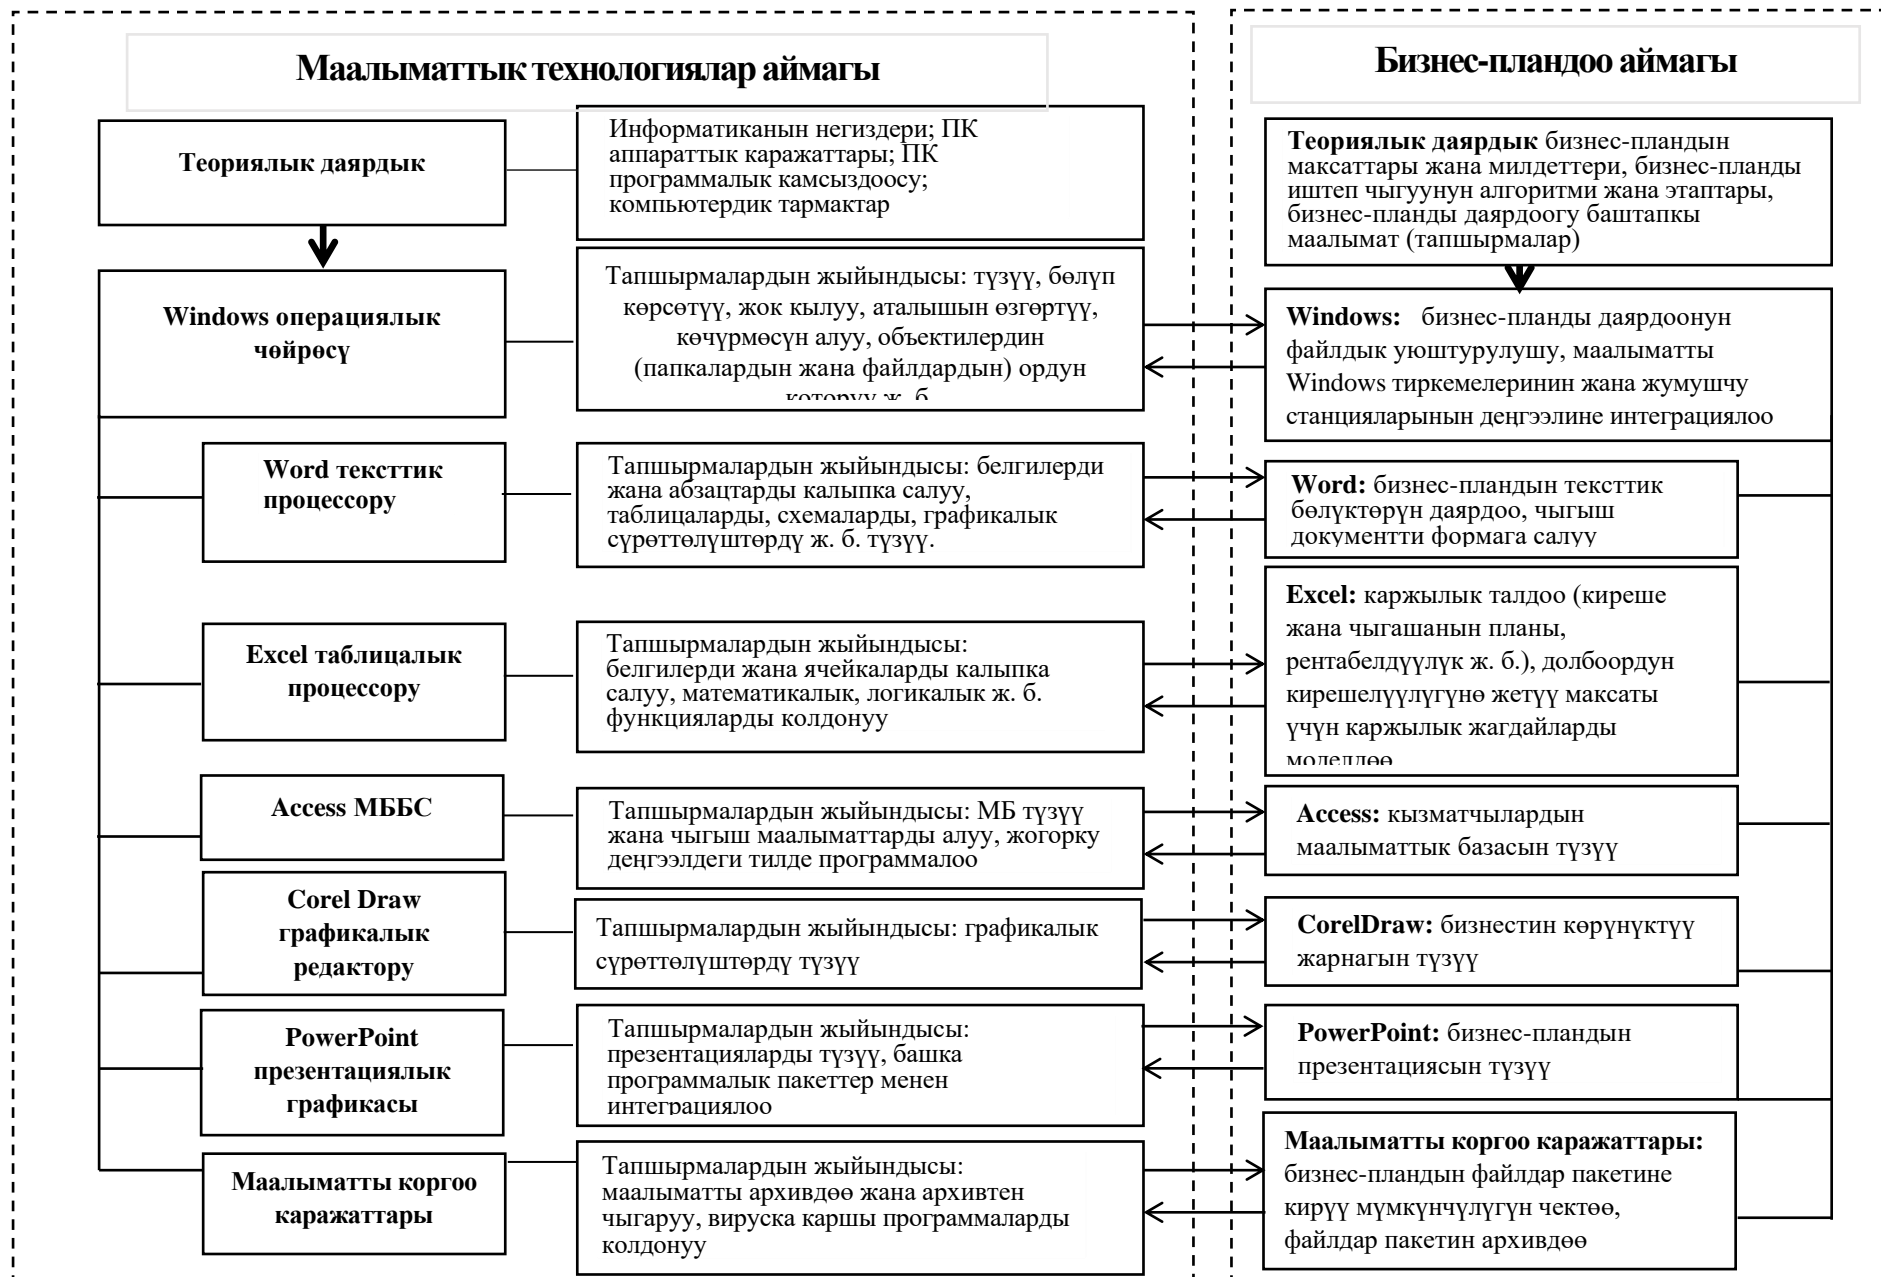 Маалыматтык технологиялар аймагы
Бизнес-пландоо аймагы
Теориялык даярдык
Информатиканын негиздери; ПК
аппараттык каражаттары; ПК
программалык камсыздоосу;
компьютердик тармактар
Теориялык даярдык бизнес-пландын
максаттары жана милдеттери, бизнес-планды
иштеп чыгуунун алгоритми жана этаптары,
бизнес-планды даярдоогу баштапкы
маалымат (тапшырмалар)
Windows операциялык
чөйрөсү
Тапшырмалардын жыйындысы: түзүү, бөлүп
көрсөтүү, жок кылуу, аталышын өзгөртүү,
көчүрмөсүн алуу, объектилердин
(папкалардын жана файлдардын) ордун
которуу ж. б.
Windows: бизнес-планды даярдоонун
файлдык уюштурулушу, маалыматты
Windows тиркемелеринин жана жумушчу
станцияларынын деңгээлине интеграциялоо
Word тексттик
процессору
Тапшырмалардын жыйындысы: белгилерди
жана абзацтарды калыпка салуу,
таблицаларды, схемаларды, графикалык
сүрөттөлүштөрдү ж. б. түзүү.
Word: бизнес-пландын тексттик
бөлүктөрүн даярдоо, чыгыш
документти формага салуу
Excel таблицалык
процессору
Тапшырмалардын жыйындысы:
белгилерди жана ячейкаларды калыпка
салуу, математикалык, логикалык ж. б.
функцияларды колдонуу
Excel: каржылык талдоо (киреше
жана чыгашанын планы,
рентабелдүүлүк ж. б.), долбоордун
кирешелүүлүгүнө жетүү максаты
үчүн каржылык жагдайларды
моделдөө
Access МББС
Тапшырмалардын жыйындысы: МБ түзүү
жана чыгыш маалыматтарды алуу, жогорку
деңгээлдеги тилде программалоо
Access: кызматчылардын
маалыматтык базасын түзүү
Corel Draw
графикалык
редактору
Тапшырмалардын жыйындысы: графикалык
сүрөттөлүштөрдү түзүү
CorelDraw: бизнестин көрүнүктүү
жарнагын түзүү
PowerPoint
презентациялык
графикасы
Тапшырмалардын жыйындысы:
презентацияларды түзүү, башка
программалык пакеттер менен
интеграциялоо
PowerPoint: бизнес-пландын
презентациясын түзүү
Маалыматты коргоо
каражаттары
Тапшырмалардын жыйындысы:
маалыматты архивдөө жана архивтен
чыгаруу, вируска каршы программаларды
колдонуу
Маалыматты коргоо каражаттары:
бизнес-пландын файлдар пакетине
кирүү мүмкүнчүлүгүн чектөө,
файлдар пакетин архивдөө